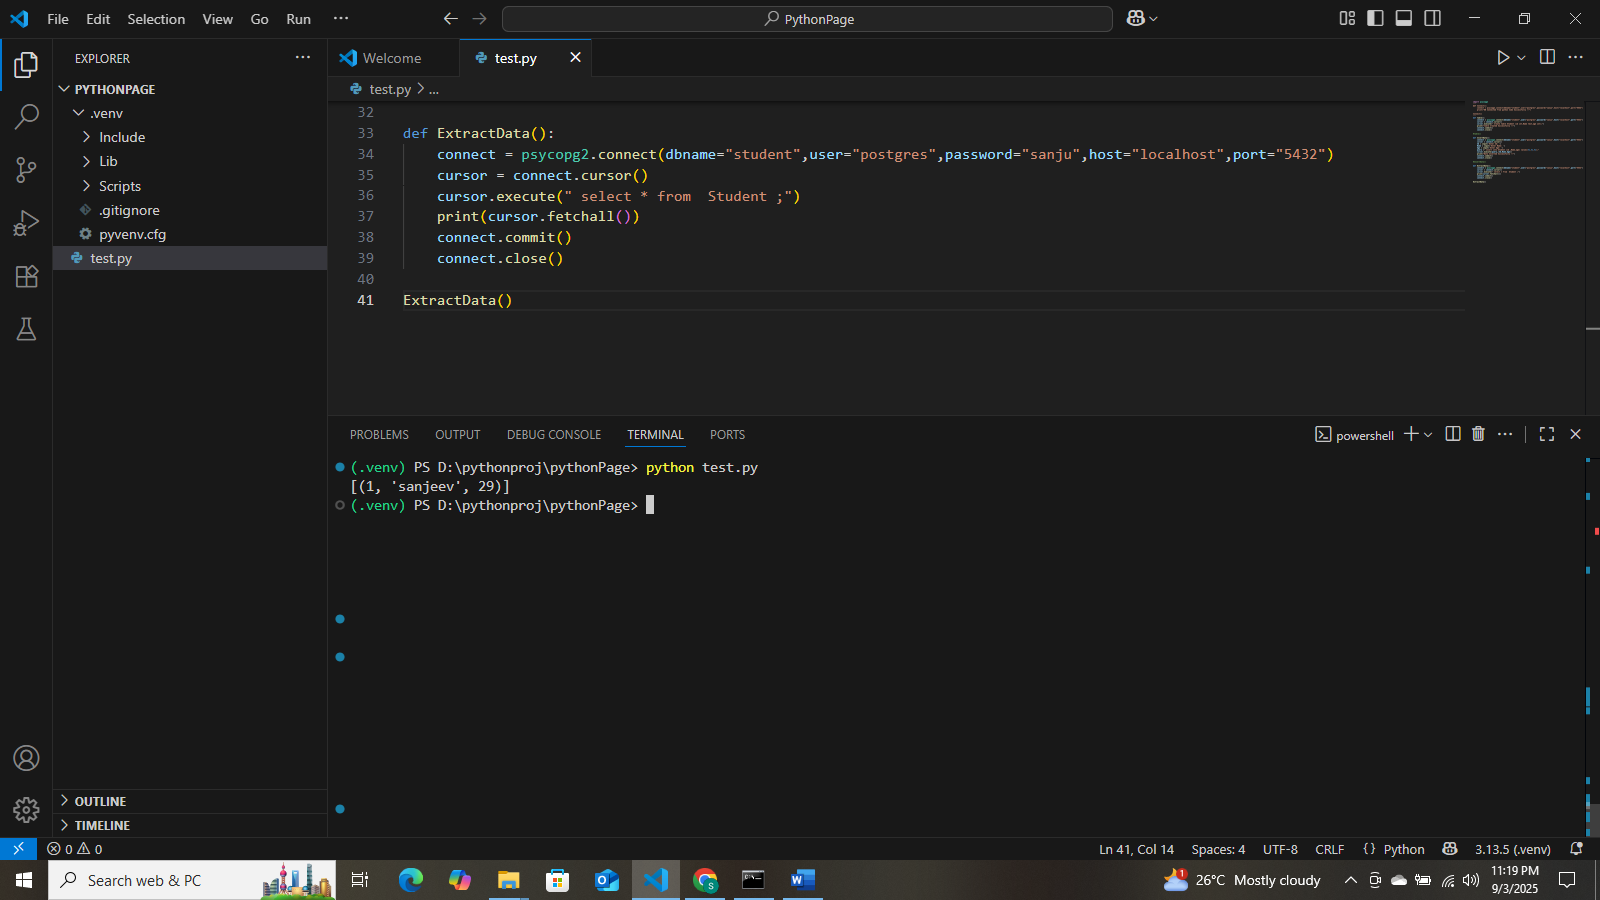 File Edit Selection View Go Run ···
PythonPage
EXPLORER ···
PYTHONPAGE
.venv
Include
Lib
Scripts
.gitignore
pyvenv.cfg
test.py
OUTLINE
TIMELINE
Welcome test.py
test.py > ...
32
33 def ExtractData():
34 connect = psycopg2.connect(dbname="student",user="postgres",password="sanju",host="localhost",port="5432")
35 cursor = connect.cursor()
36 cursor.execute(" select * from  Student ;")
37 print(cursor.fetchall())
38 connect.commit()
39 connect.close()
40
41 ExtractData()
PROBLEMS OUTPUT DEBUG CONSOLE TERMINAL PORTS
powershell
(.venv) PS D:\pythonproj\pythonPage> python test.py
[(1, 'sanjeev', 29)]
(.venv) PS D:\pythonproj\pythonPage>
0 0
Ln 41, Col 14 Spaces: 4 UTF-8 CRLF {} Python 3.13.5 (.venv)
Search web & PC
1 26°C Mostly cloudy
11:19 PM
9/3/2025